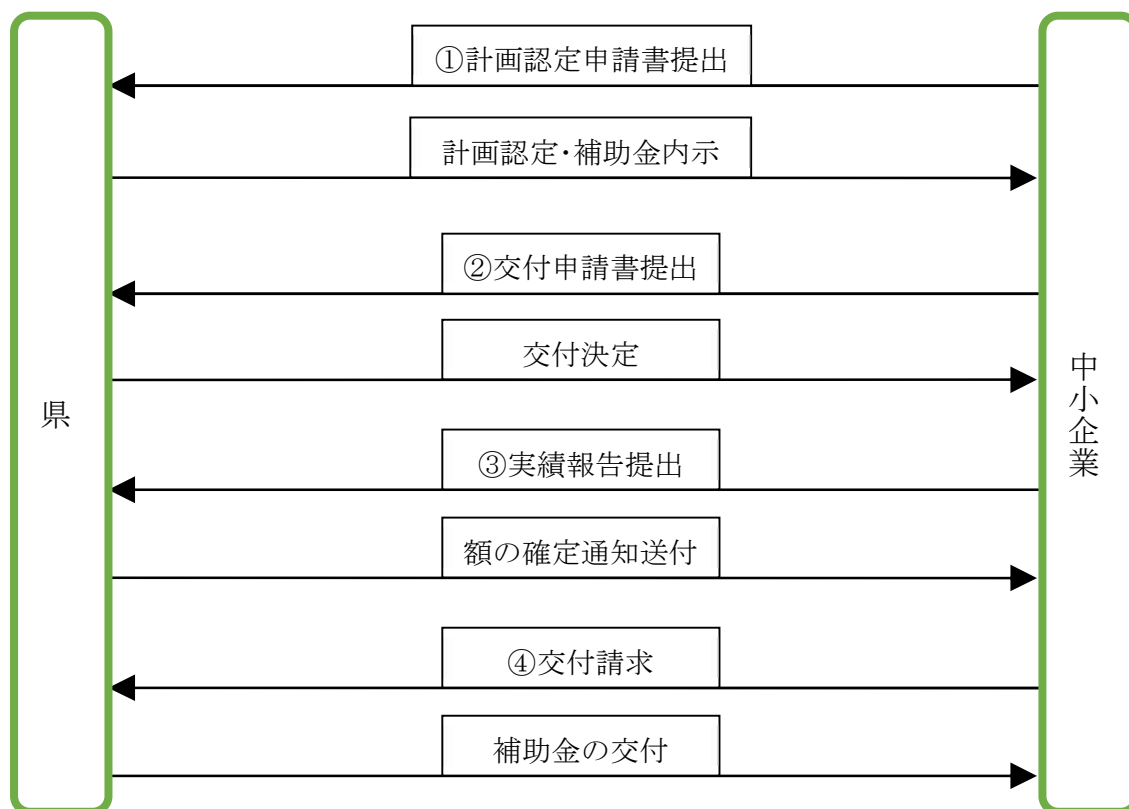 ①計画認定申請書提出
計画認定・補助金内示
②交付申請書提出
交付決定
県
中小企業
③実績報告提出
額の確定通知送付
④交付請求
補助金の交付